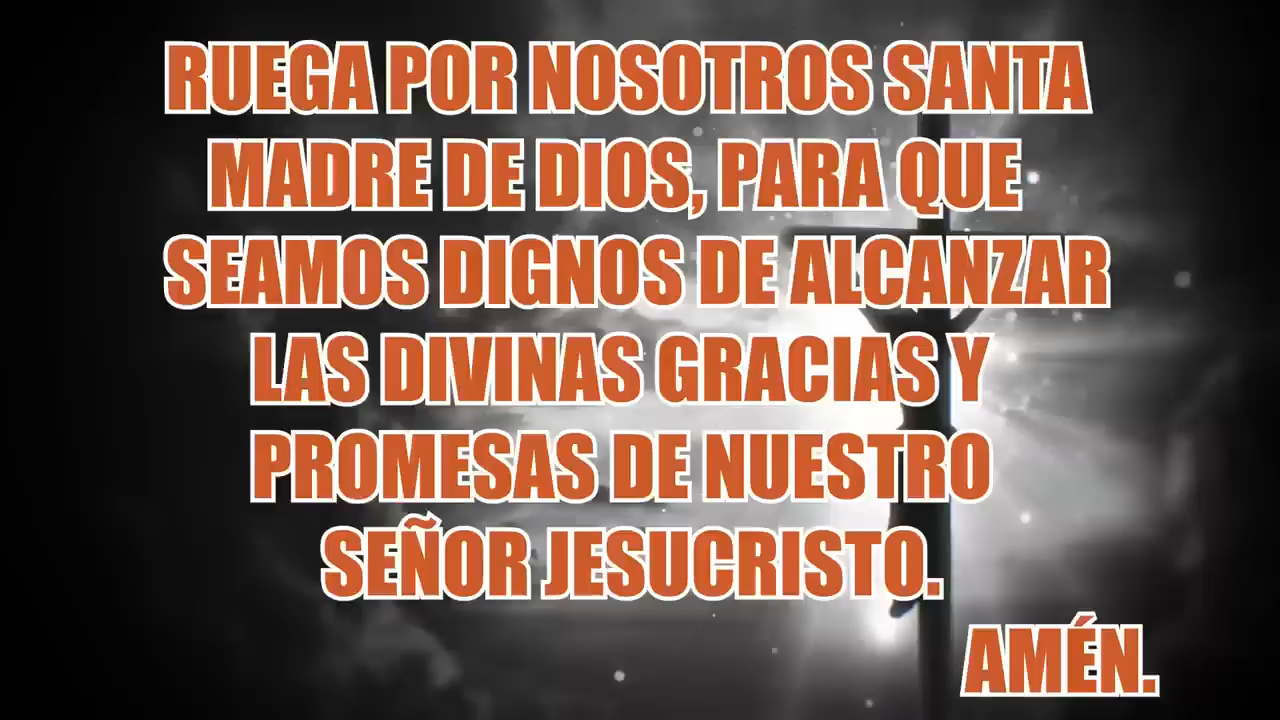 RUEGA POR NOSOTROS SANTA
MADRE DE DIOS, PARA QUE
SEAMOS DIGNOS DE ALCANZAR
LAS DIVINAS GRACIAS Y
PROMESAS DE NUESTRO
SEÑOR JESUCRISTO.
AMÉN.